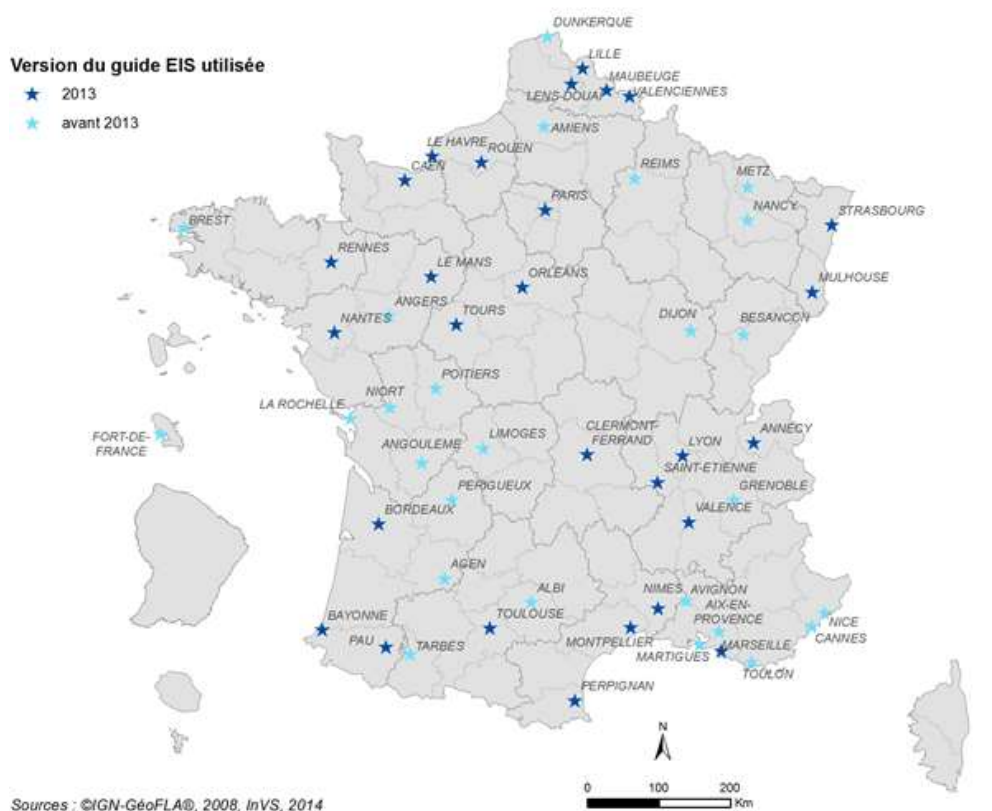 DUNKERQUE
Version du guide EIS utilisée
LILLE
2013
MAUBEUGE
LENS-DOUAI
VALENCIENNES
avant 2013
AMIENS
LE HAVRE
ROUEN
CAEN
REIMS
METZ
PARIS
NANCY
STRASBOURG
BREST
RENNES
LE MANS
ORLÉANS
MULHOUSE
ANGERS
NANTES
TOURS
DIJON
BESANCON
POITIERS
NIORT
LA ROCHELLE
FORT-DE-
FRANCE
ANGOULEME
LIMOGES
CLERMONT-
FERRAND
LYON
ANNECY
SAINT-ETIENNE
GRENOBLE
PERIGUEUX
BORDEAUX
VALENCE
AGEN
ALBI
NIMES
AVIGNON
AIX-EN-
PROVENCE
BAYONNE
TOULOUSE
NICE
CANNES
PAU
TARBES
MONTPELLIER
MARSEILLE
MARTIGUES
TOULON
PERPIGNAN
N
0 100 200
Km
Sources : ©IGN-GéoFLA®, 2008, InVS, 2014